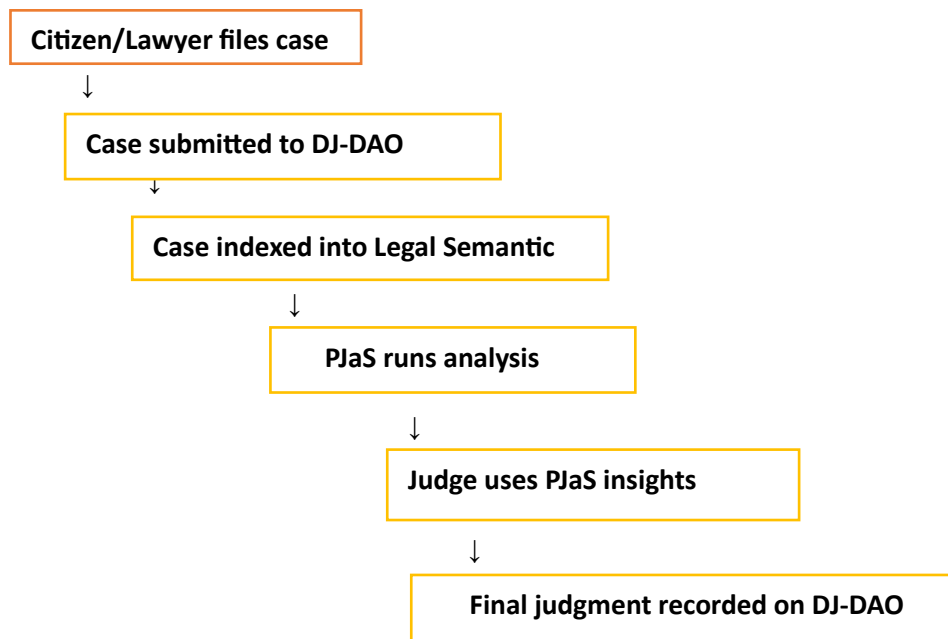 Citizen/Lawyer files case
↓
Case submitted to DJ-DAO
↓
Case indexed into Legal Semantic
↓
PJaS runs analysis
↓
Judge uses PJaS insights
↓
Final judgment recorded on DJ-DAO